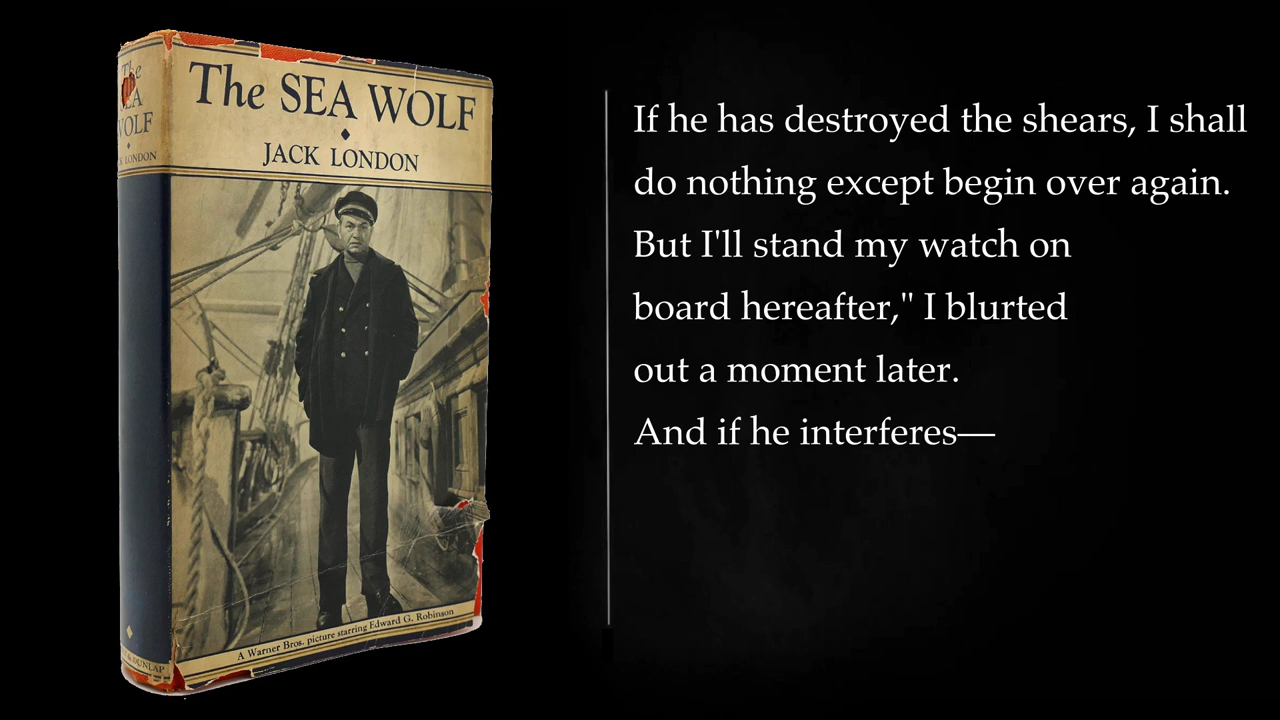 The
SEA
WOLF
JACK LONDON
DUNLAP
The SEA WOLF
JACK LONDON
A Warner Bros. picture starring Edward G. Robinson
If he has destroyed the shears, I shall
do nothing except begin over again.
But I'll stand my watch on
board hereafter," I blurted
out a moment later.
And if he interferes—